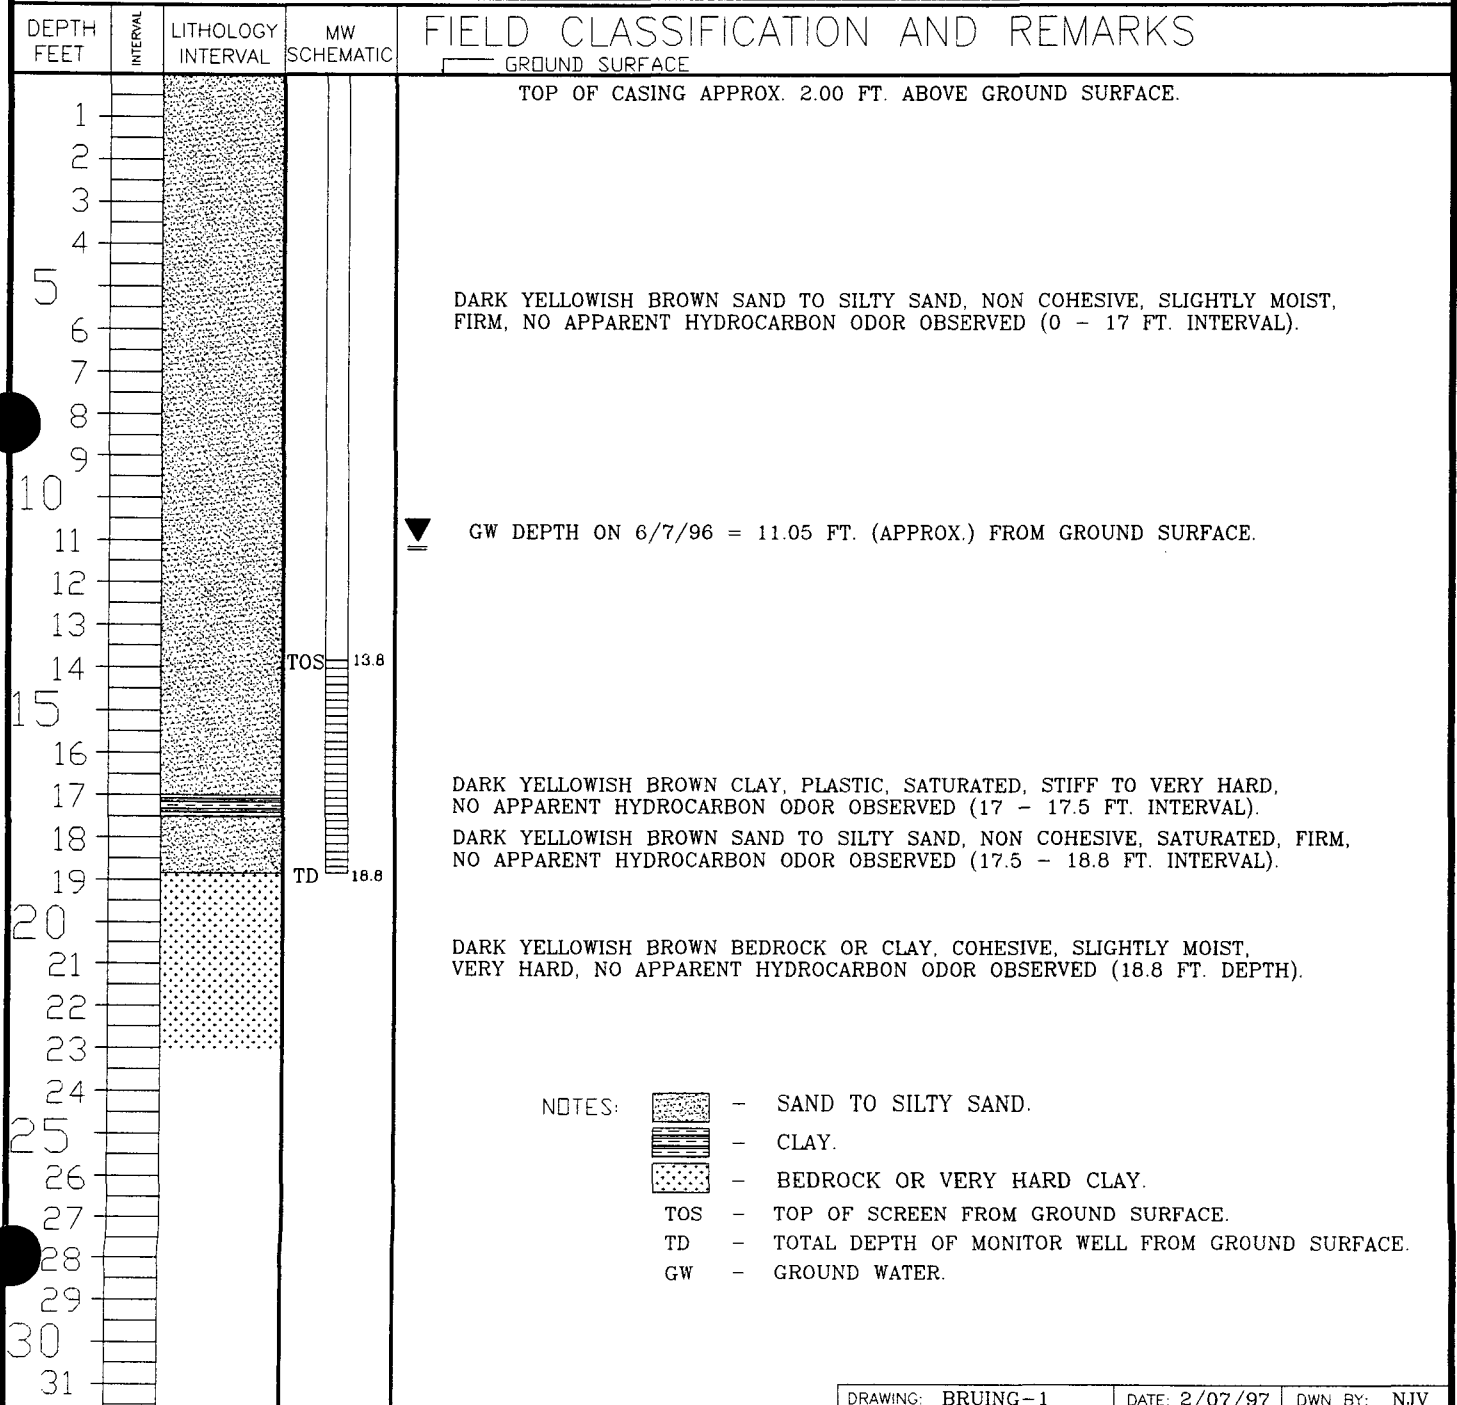 DEPTH FEET
INTERVAL
LITHOLOGY INTERVAL
MW SCHEMATIC
FIELD CLASSIFICATION AND REMARKS
GROUND SURFACE
TOP OF CASING APPROX. 2.00 FT. ABOVE GROUND SURFACE.
1
2
3
4
5
DARK YELLOWISH BROWN SAND TO SILTY SAND, NON COHESIVE, SLIGHTLY MOIST,
FIRM, NO APPARENT HYDROCARBON ODOR OBSERVED (0 - 17 FT. INTERVAL).
6
7
8
9
10
GW DEPTH ON 6/7/96 = 11.05 FT. (APPROX.) FROM GROUND SURFACE.
11
12
13
14
TOS 13.8
15
16
17
DARK YELLOWISH BROWN CLAY, PLASTIC, SATURATED, STIFF TO VERY HARD,
NO APPARENT HYDROCARBON ODOR OBSERVED (17 - 17.5 FT. INTERVAL).
18
DARK YELLOWISH BROWN SAND TO SILTY SAND, NON COHESIVE, SATURATED, FIRM,
NO APPARENT HYDROCARBON ODOR OBSERVED (17.5 - 18.8 FT. INTERVAL).
19
TD 18.8
20
21
DARK YELLOWISH BROWN BEDROCK OR CLAY, COHESIVE, SLIGHTLY MOIST,
VERY HARD, NO APPARENT HYDROCARBON ODOR OBSERVED (18.8 FT. DEPTH).
22
23
24
25
26
27
28
29
30
31
NOTES:
- SAND TO SILTY SAND.
- CLAY.
- BEDROCK OR VERY HARD CLAY.
TOS - TOP OF SCREEN FROM GROUND SURFACE.
TD - TOTAL DEPTH OF MONITOR WELL FROM GROUND SURFACE.
GW - GROUND WATER.
DRAWING: BRUING-1
DATE: 2/07/97
DWN BY: NJV